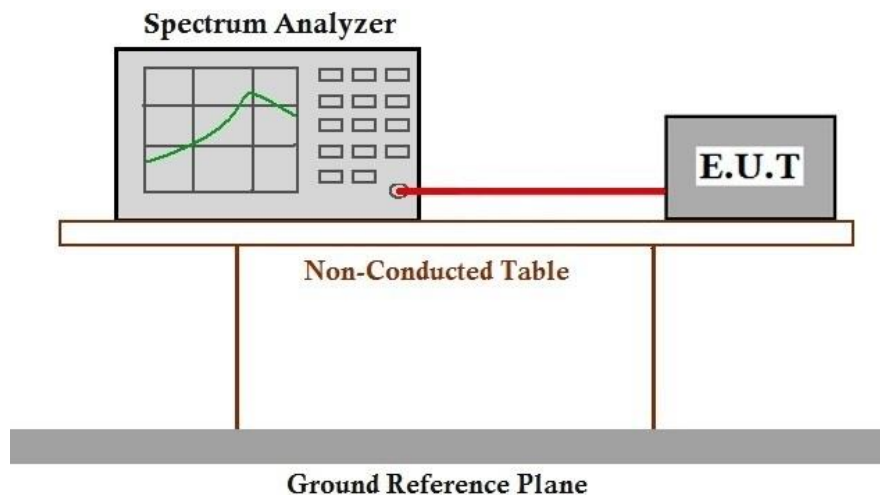 Spectrum Analyzer
E.U.T
Non-Conducted Table
Ground Reference Plane